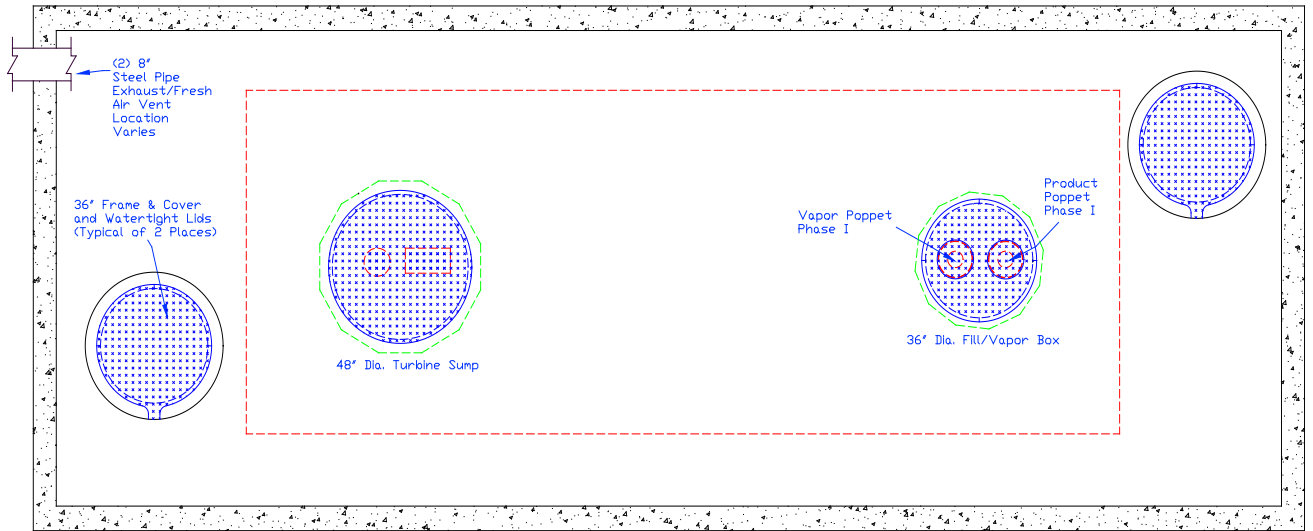 (2) 8"
Steel Pipe
Exhaust/Fresh
Air Vent
Location
Varies
36" Frame & Cover
and Watertight Lids
(Typical of 2 Places)
48" Dia. Turbine Sump
Vapor Poppet
Phase I
Product
Poppet
Phase I
36" Dia. Fill/Vapor Box